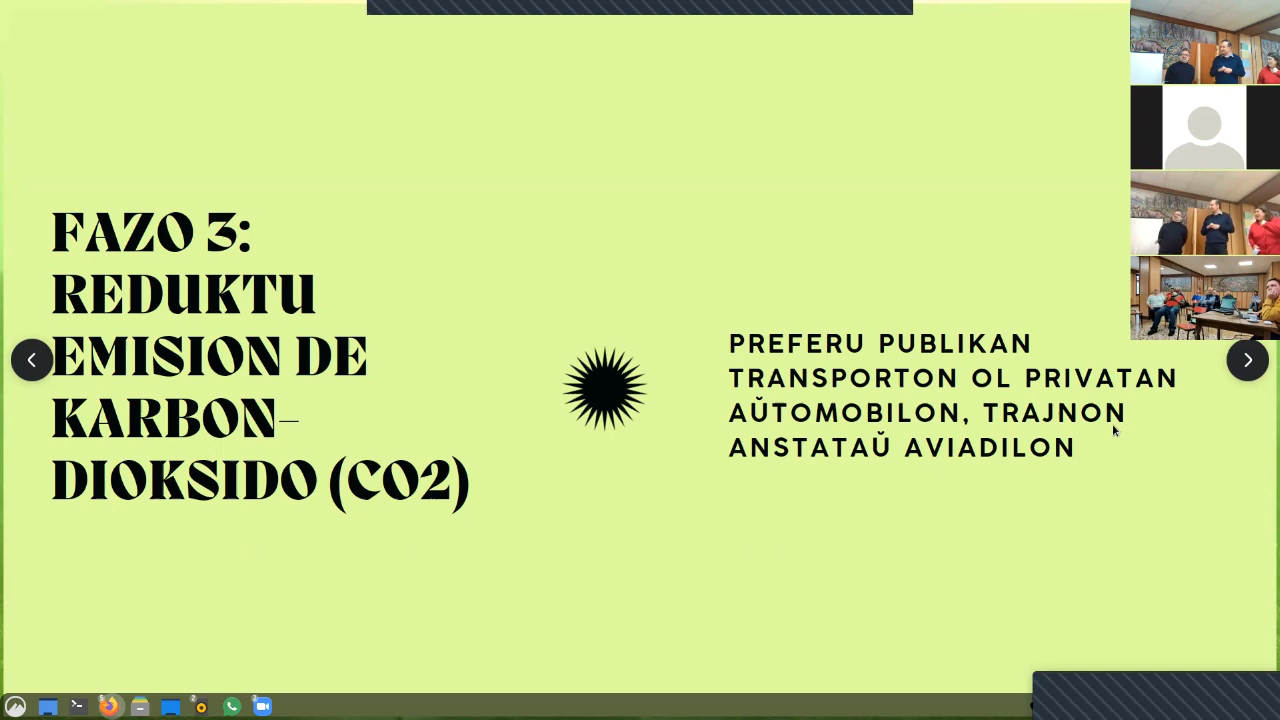 FAZO 3:
REDUKTU
EMISION DE
KARBON-
DIOKSIDO (CO2)
PREFERU PUBLIKAN
TRANSPORTON OL PRIVATAN
AŬTOMOBILON, TRAJNON
ANSTATAŬ AVIADILON